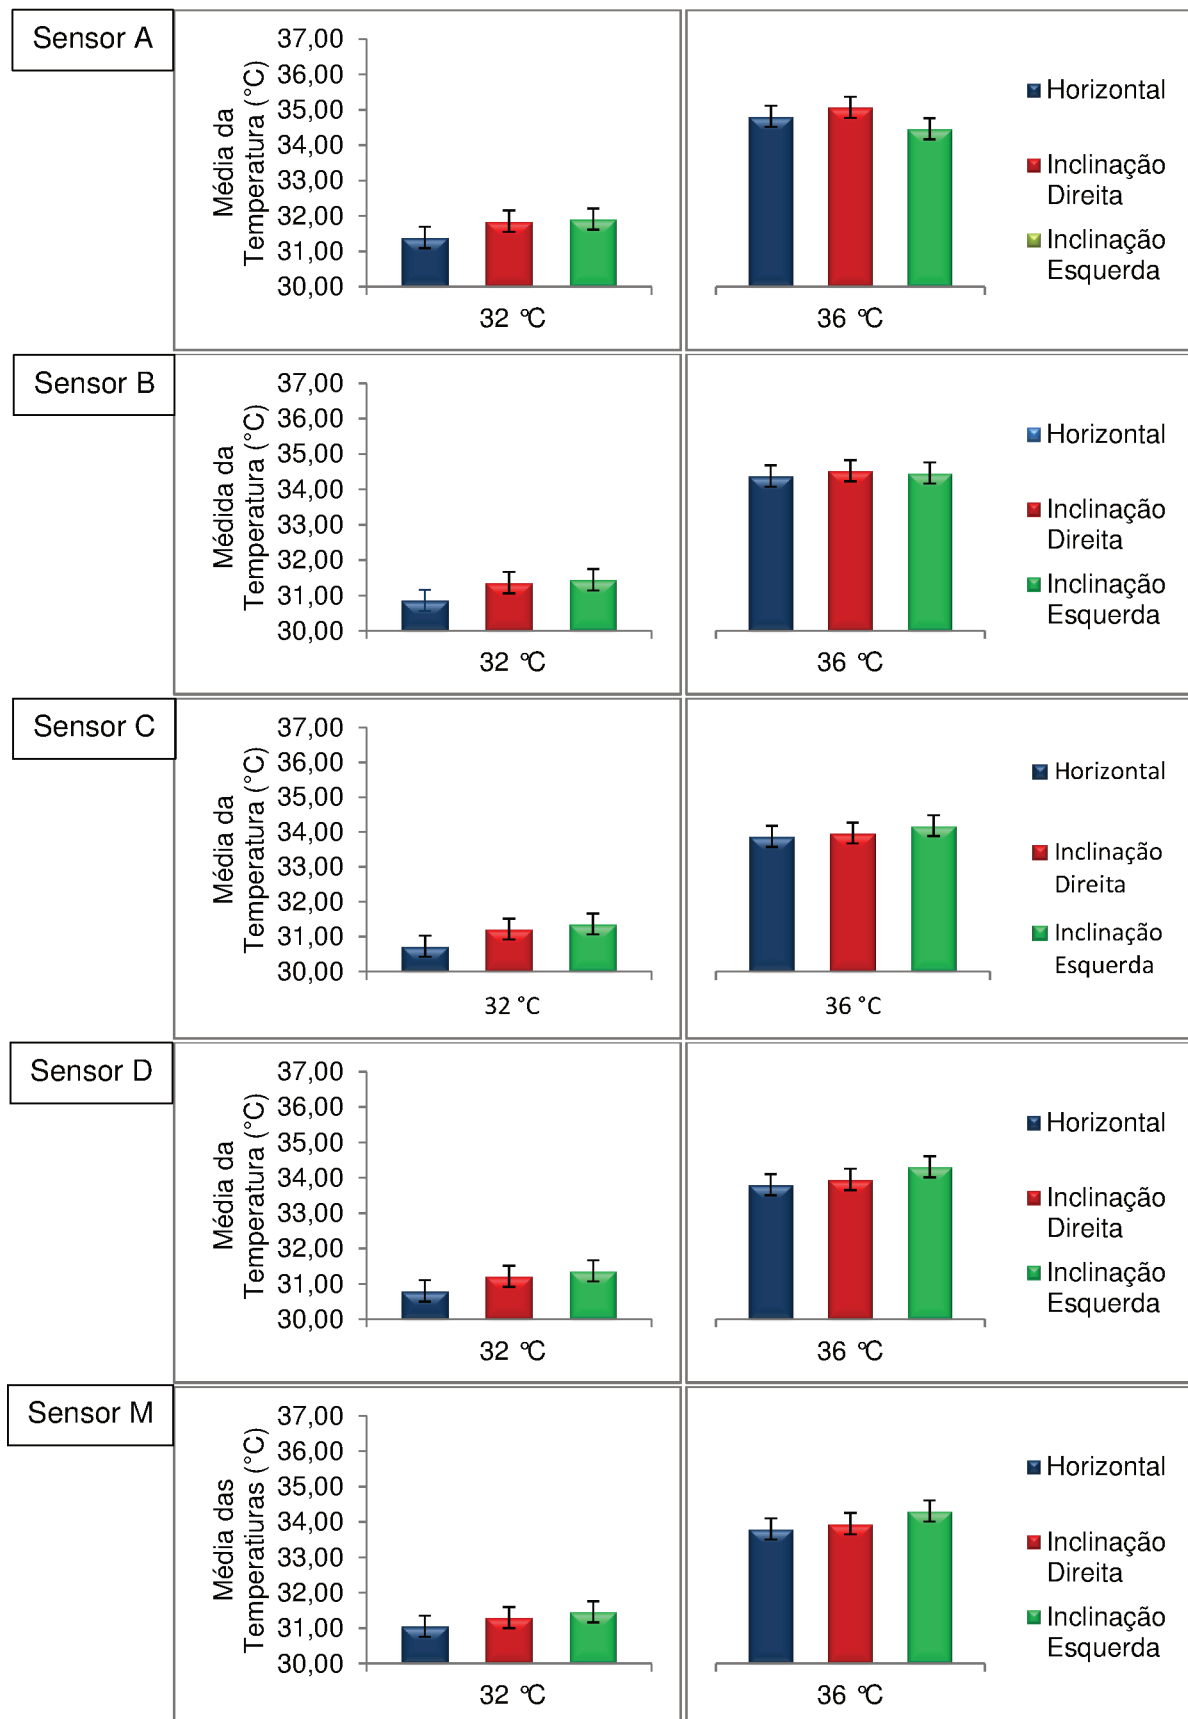 Sensor A
Média da
Temperatura (°C)
37,00
36,00
35,00
34,00
33,00
32,00
31,00
30,00
32 °C
36 °C
Horizontal
Inclinação
Direita
Inclinação
Esquerda
Sensor B
Médida da
Temperatura (°C)
37,00
36,00
35,00
34,00
33,00
32,00
31,00
30,00
32 °C
36 °C
Horizontal
Inclinação
Direita
Inclinação
Esquerda
Sensor C
Média da
Temperatura (°C)
37,00
36,00
35,00
34,00
33,00
32,00
31,00
30,00
32 °C
36 °C
Horizontal
Inclinação
Direita
Inclinação
Esquerda
Sensor D
Média da
Temperatura (°C)
37,00
36,00
35,00
34,00
33,00
32,00
31,00
30,00
32 °C
36 °C
Horizontal
Inclinação
Direita
Inclinação
Esquerda
Sensor M
Média das
Temperatiuras (°C)
37,00
36,00
35,00
34,00
33,00
32,00
31,00
30,00
32 °C
36 °C
Horizontal
Inclinação
Direita
Inclinação
Esquerda